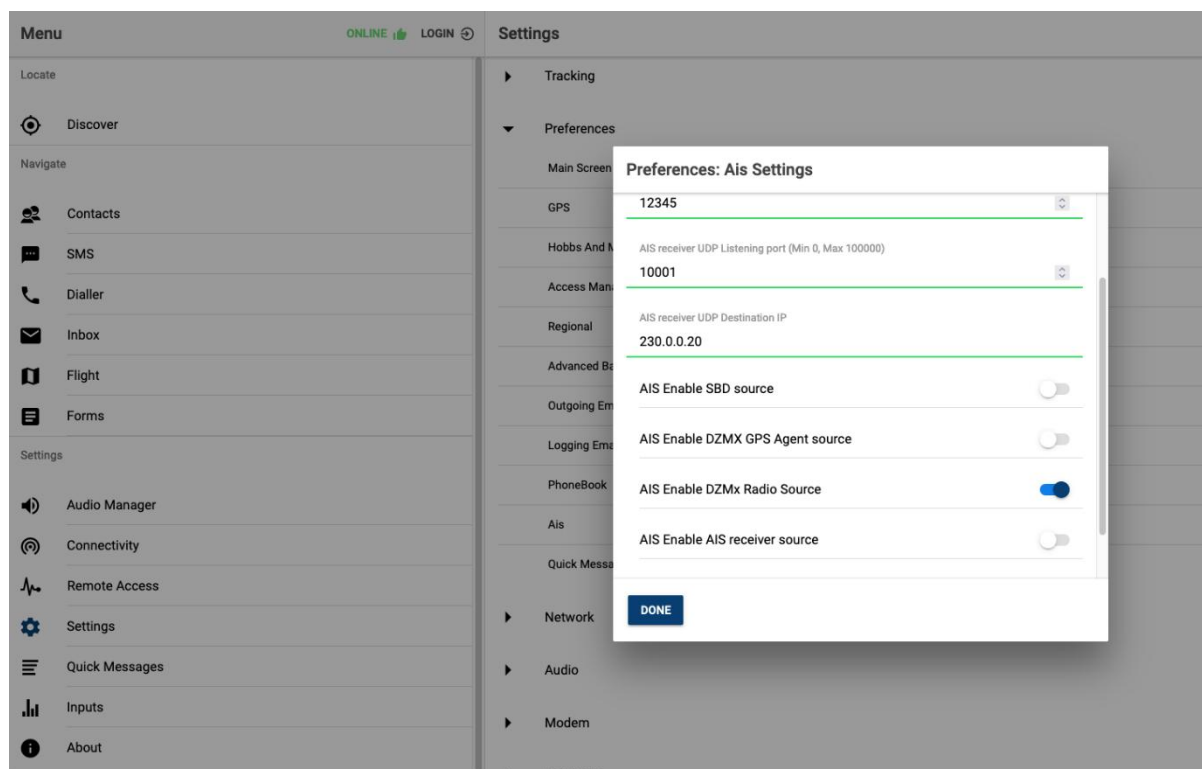 Menu
ONLINE LOGIN
Locate
Discover
Navigate
Contacts
SMS
Dialler
Inbox
Flight
Forms
Settings
Audio Manager
Connectivity
Remote Access
Settings
Quick Messages
Inputs
About
Settings
Tracking
Preferences
Main Screen
GPS
Hobbs And M
Access Man
Regional
Advanced Ba
Outgoing Em
Logging Ema
PhoneBook
Ais
Quick Messa
Network
Audio
Modem
Preferences: Ais Settings
12345
AIS receiver UDP Listening port (Min 0, Max 100000)
10001
AIS receiver UDP Destination IP
230.0.0.20
AIS Enable SBD source
AIS Enable DZMX GPS Agent source
AIS Enable DZMx Radio Source
AIS Enable AIS receiver source
DONE